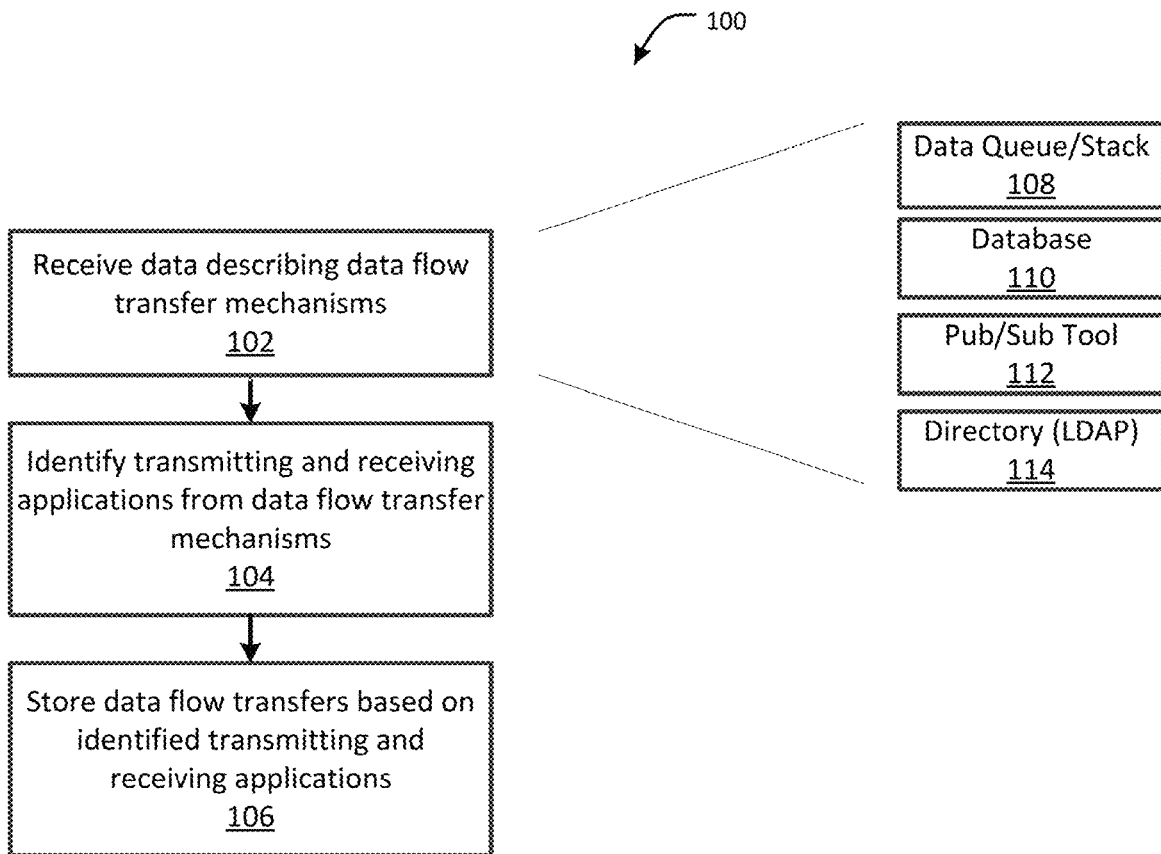 100
Receive data describing data flow
transfer mechanisms
102
Identify transmitting and receiving
applications from data flow transfer
mechanisms
104
Store data flow transfers based on
identified transmitting and
receiving applications
106
Data Queue/Stack
108
Database
110
Pub/Sub Tool
112
Directory (LDAP)
114